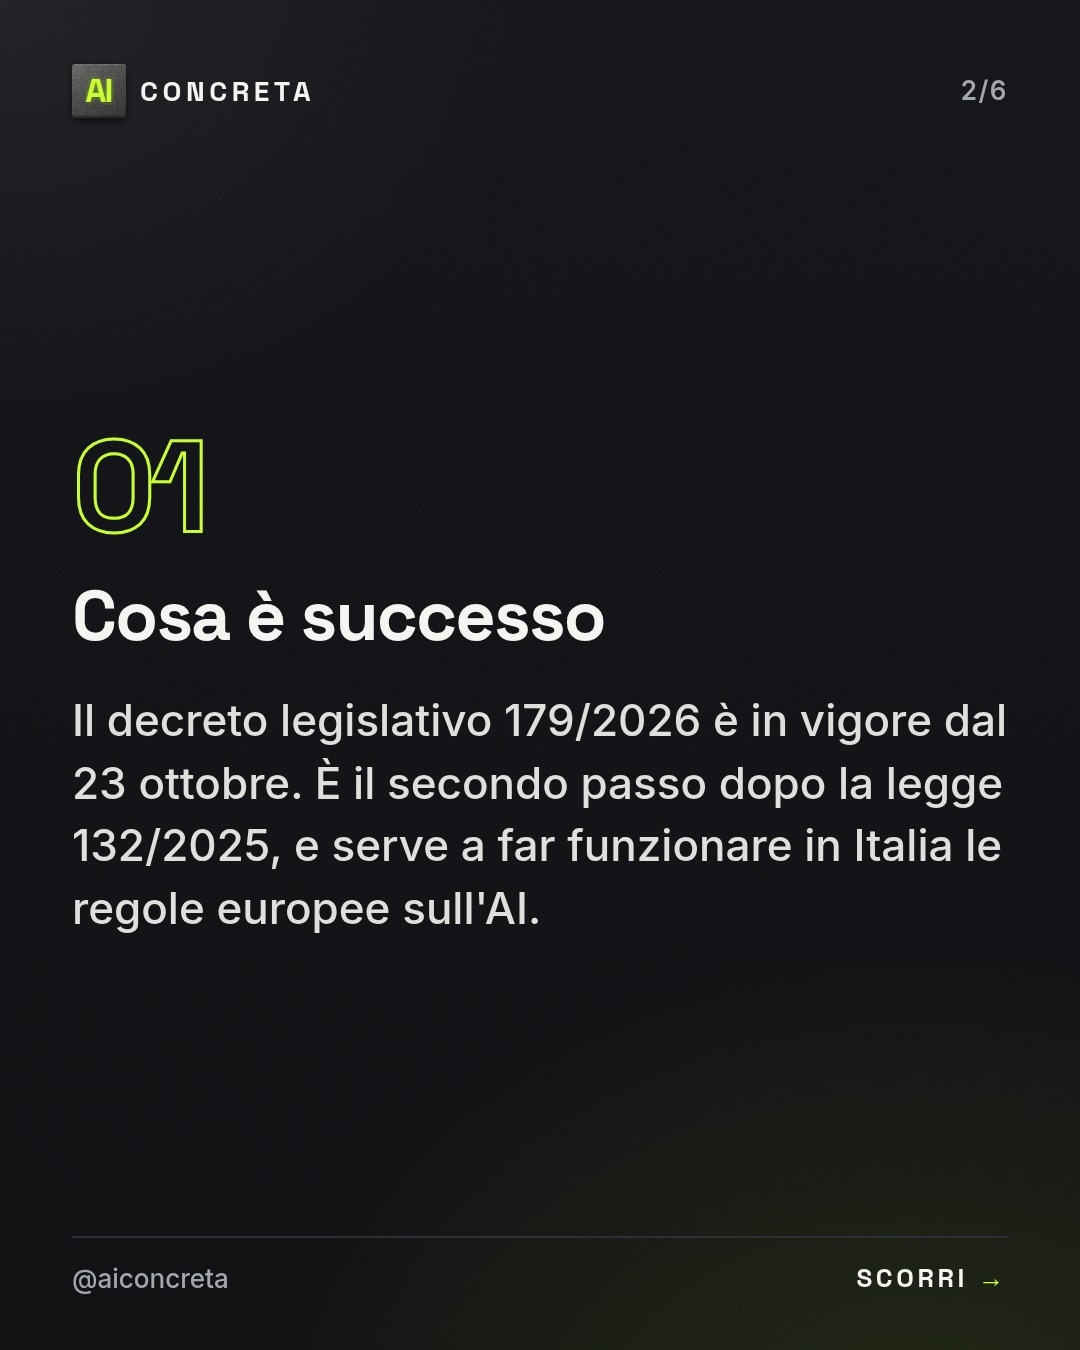 AI CONCRETA
2/6
01
Cosa è successo
Il decreto legislativo 179/2026 è in vigore dal
23 ottobre. È il secondo passo dopo la legge
132/2025, e serve a far funzionare in Italia le
regole europee sull'AI.
@aiconcreta
SCORRI →